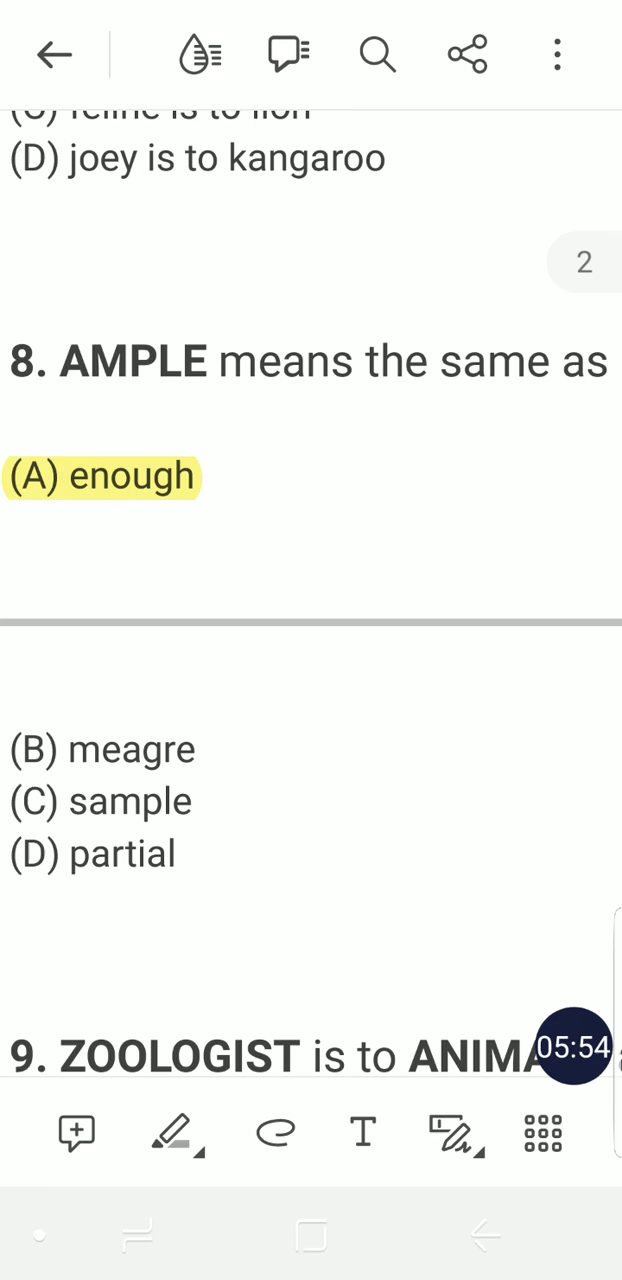 (D) joey is to kangaroo
2
8. AMPLE means the same as
(A) enough
(B) meagre
(C) sample
(D) partial
9. ZOOLOGIST is to
05:54
T